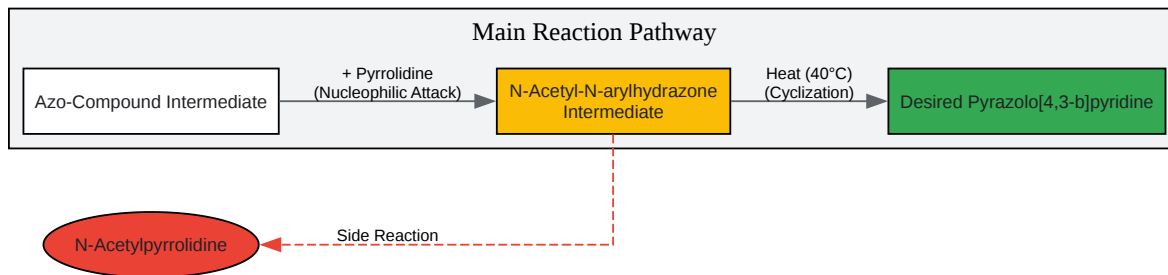 Main Reaction Pathway
Azo-Compound Intermediate
+ Pyrrolidine
(Nucleophilic Attack)
N-Acetyl-N-arylhydrazone
Intermediate
Heat (40°C)
(Cyclization)
Desired Pyrazolo[4,3-b]pyridine
N-Acetylpyrrolidine
Side Reaction